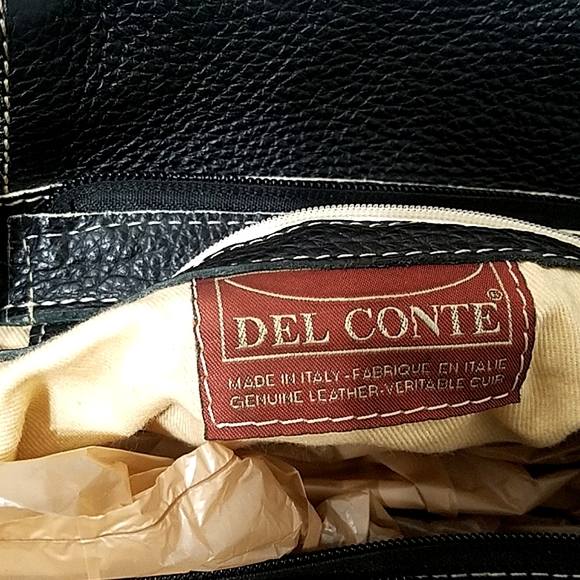 DEL CONTE®
MADE IN ITALY-FABRIQUE EN ITALIE
GENUINE LEATHER-VERITABLE CUIR